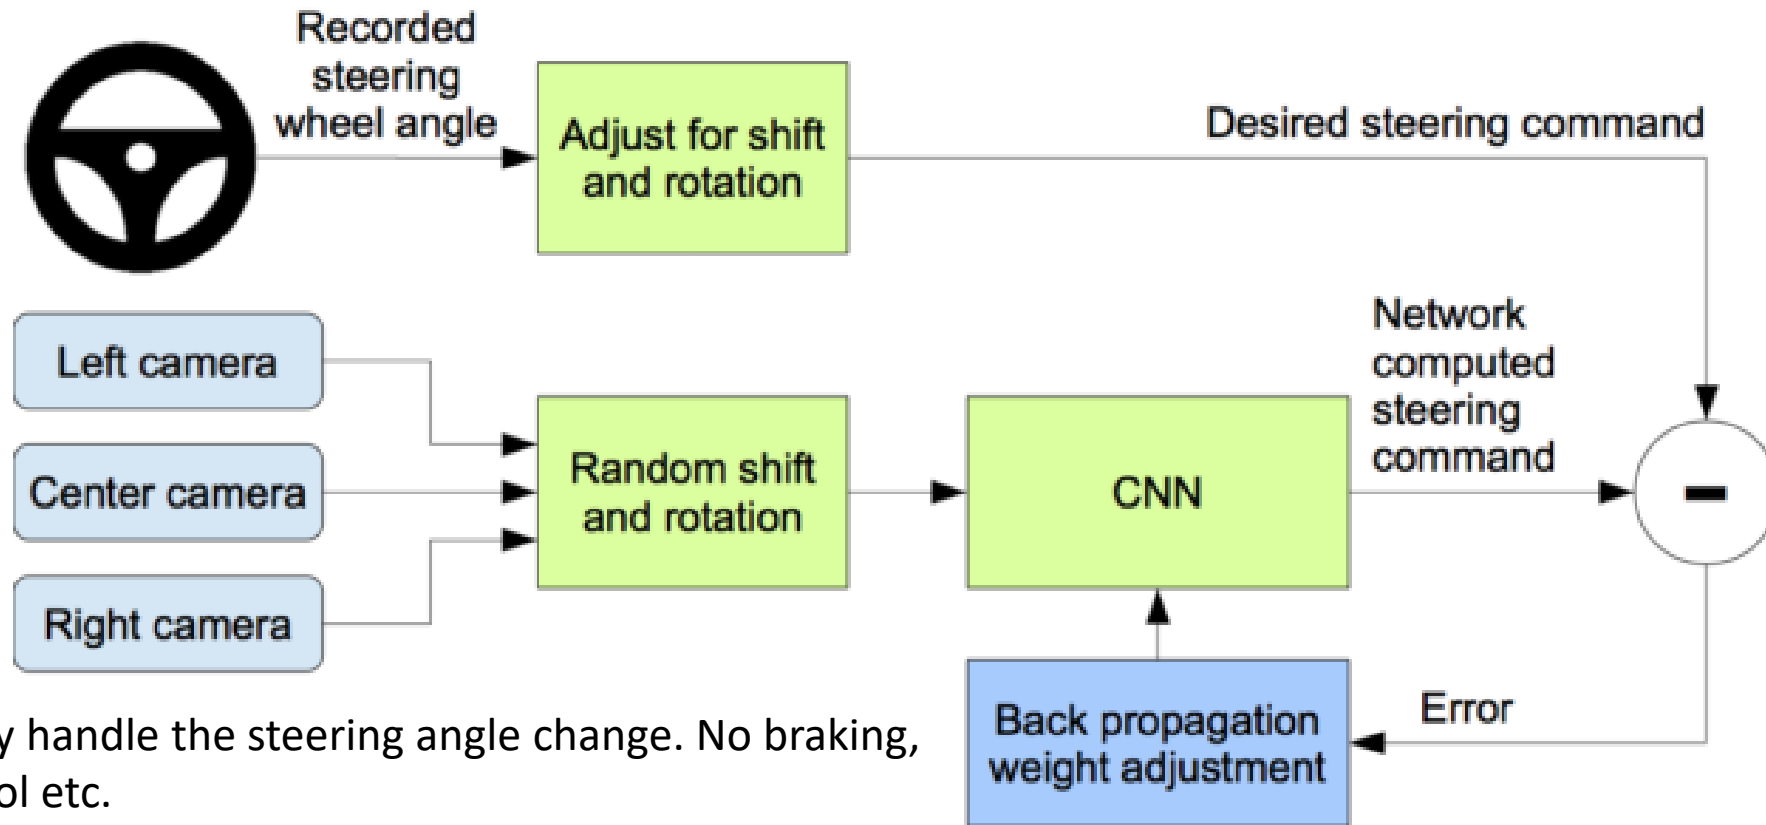 Recorded
steering
wheel angle
Adjust for shift
and rotation
Desired steering command
Left camera
Center camera
Right camera
Random shift
and rotation
CNN
Network
computed
steering
command
-
Back propagation
weight adjustment
Error
handle the steering angle change. No braking,
etc.